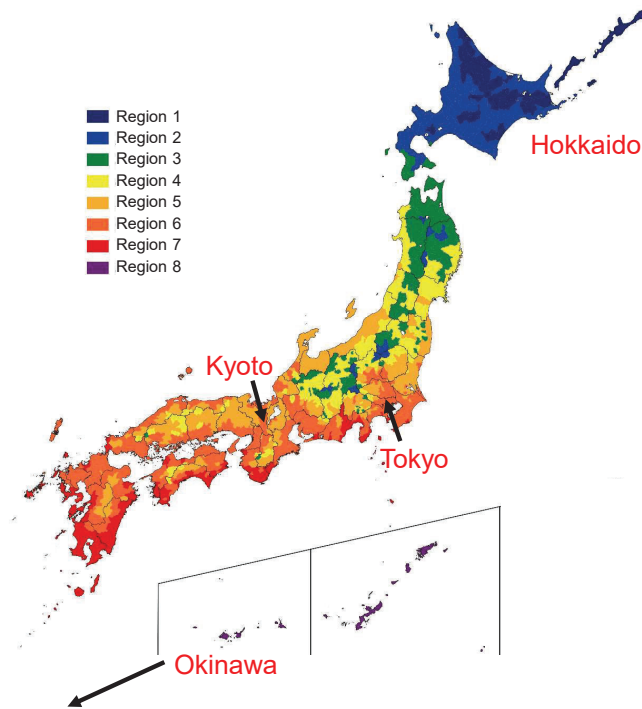 Region 1
Region 2
Region 3
Region 4
Region 5
Region 6
Region 7
Region 8
Hokkaido
Kyoto
Tokyo
Okinawa